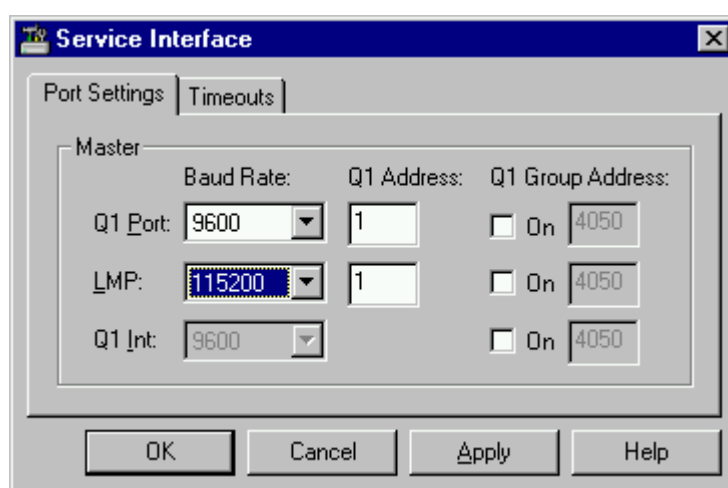 Service Interface
Port Settings Timeouts
Master
Baud Rate: Q1 Address: Q1 Group Address:
Q1 Port: 9600 1 On 4050
LMP: 115200 1 On 4050
Q1 Int: 9600 On 4050
OK Cancel Apply Help